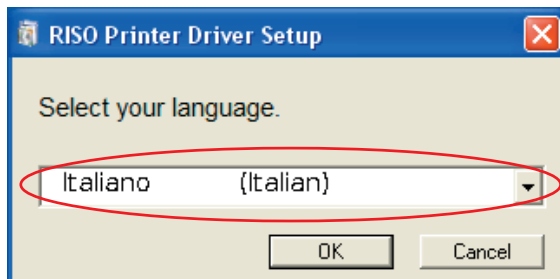 RISO Printer Driver Setup
Select your language.
Italiano (Italian)
OK Cancel